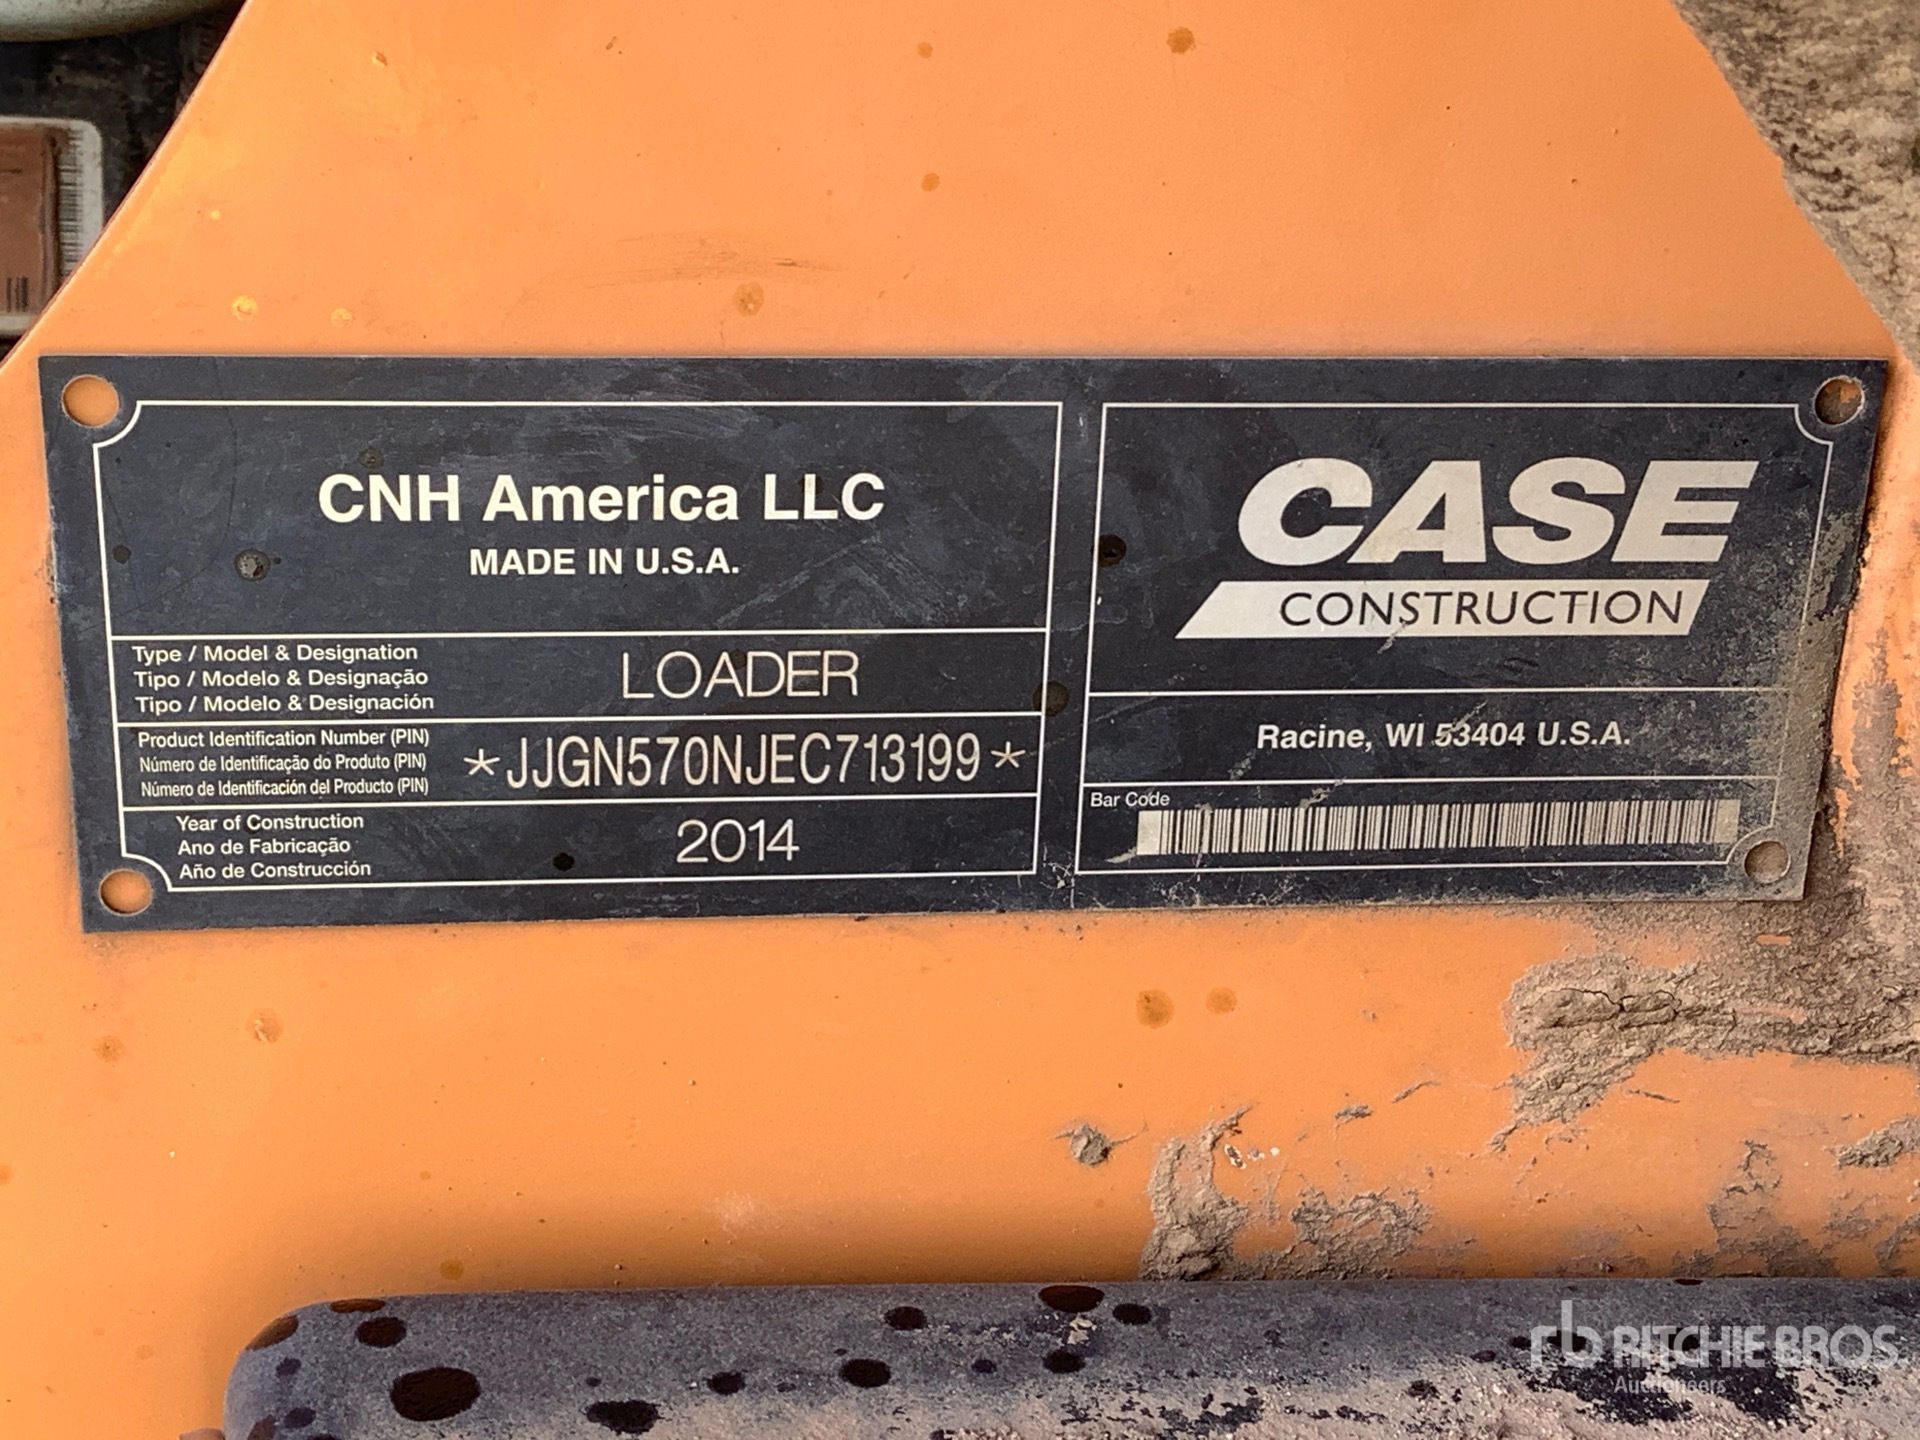 CNH America LLC
MADE IN U.S.A.
Type / Model & Designation
Tipo / Modelo & Designação
Tipo / Modelo & Designación
LOADER
Product Identification Number (PIN)
Número de Identificação do Produto (PIN)
Número de Identificación del Producto (PIN)
*JJGN570NJEC713199*
Year of Construction
Ano de Fabricação
Año de Construcción
2014
CASE
CONSTRUCTION
Racine, WI 53404 U.S.A.
Bar Code
rb RITCHIE BROS.
Auctioneers